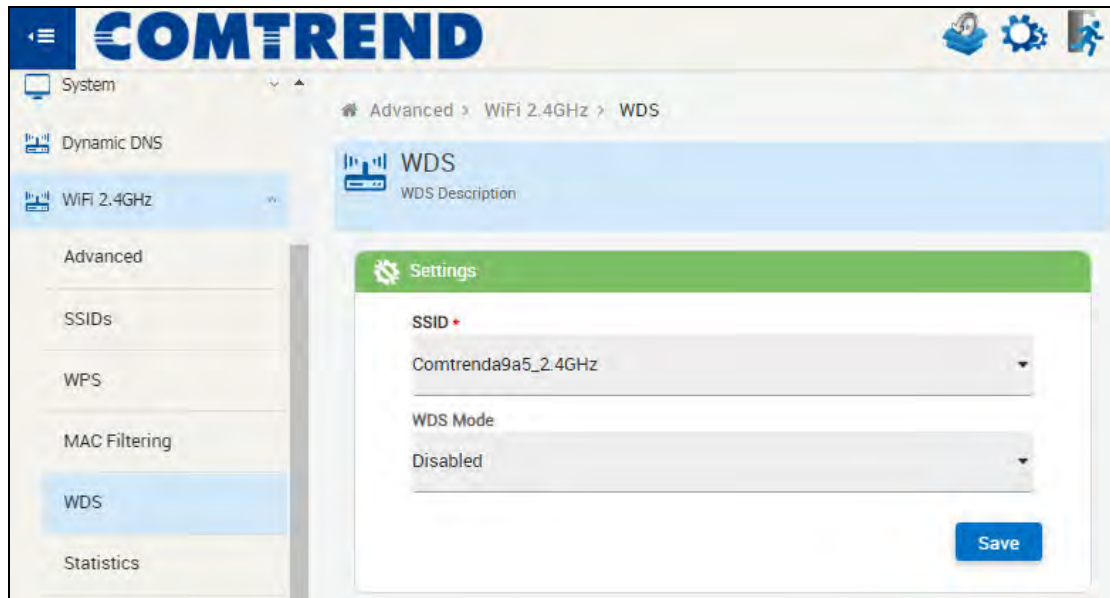 COMTREND
System
Dynamic DNS
WiFi 2.4GHz
Advanced
SSIDs
WPS
MAC Filtering
WDS
Statistics
Advanced > WiFi 2.4GHz > WDS
WDS
WDS Description
Settings
SSID *
Comtrenda9a5_2.4GHz
WDS Mode
Disabled
Save